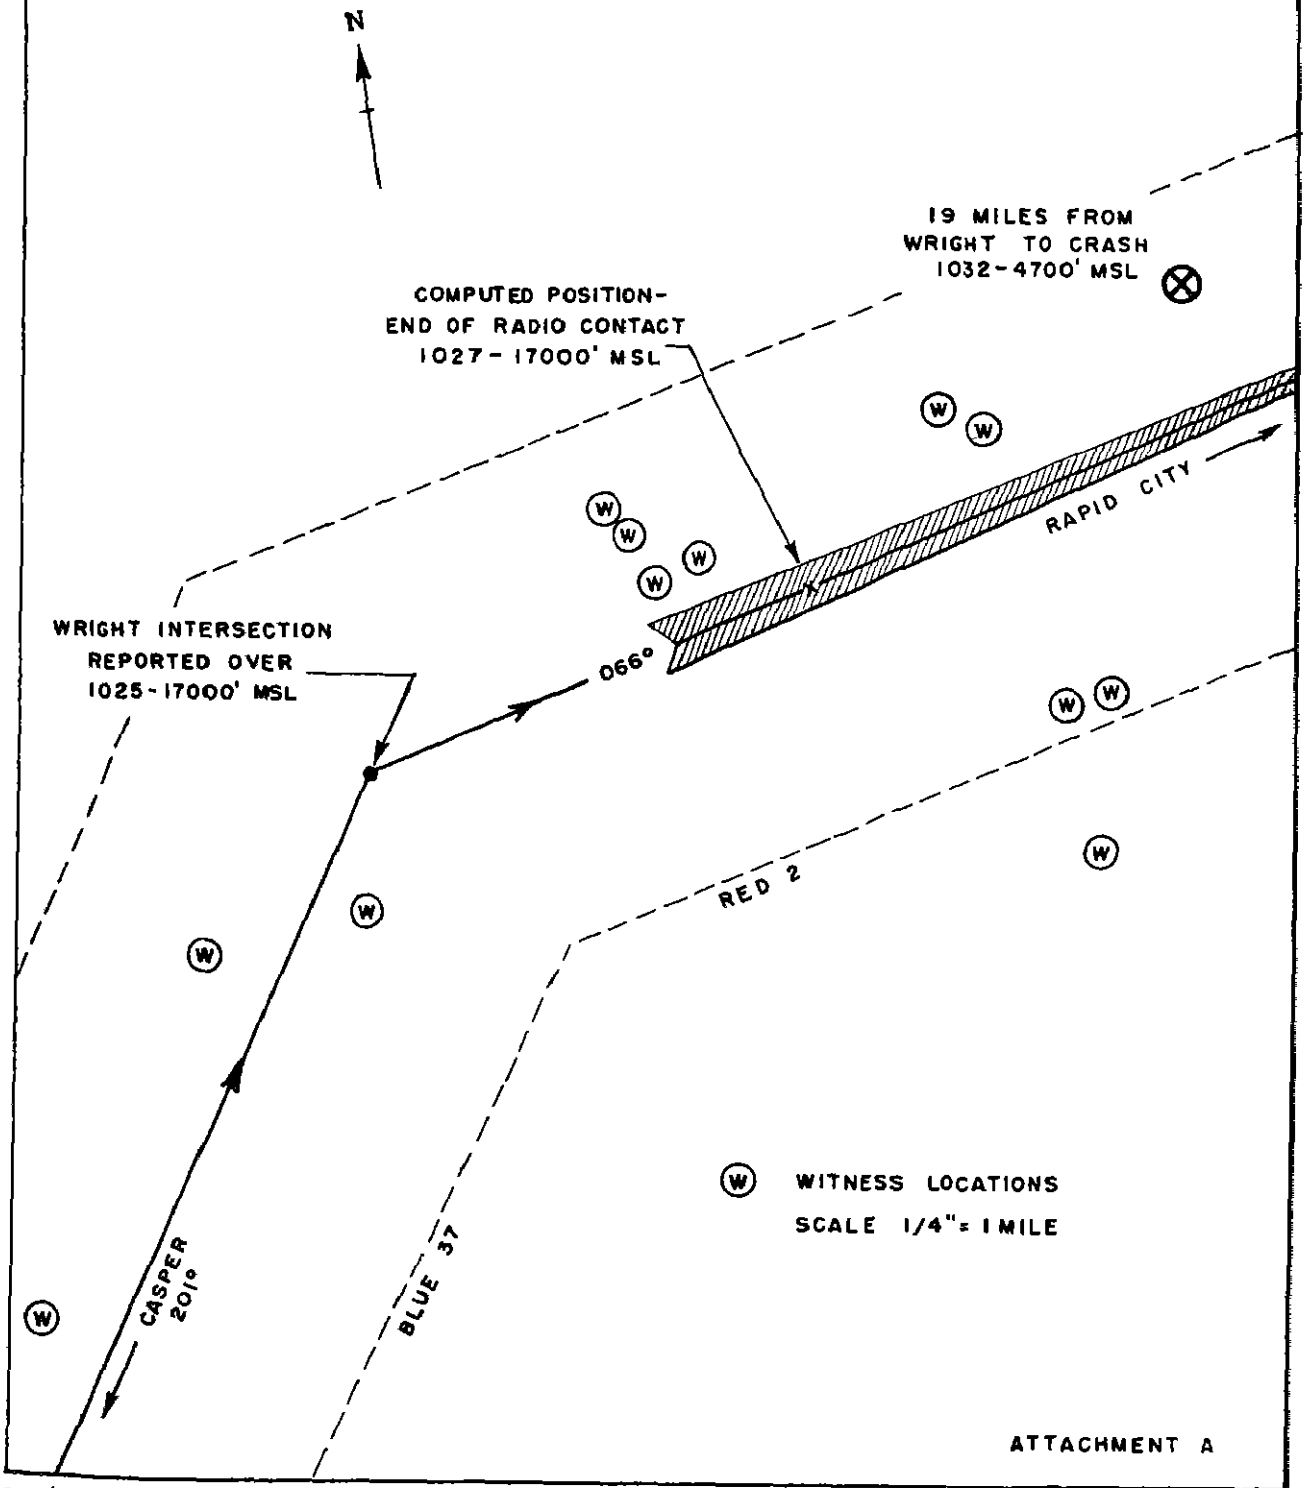 N
19 MILES FROM
WRIGHT TO CRASH
1032-4700' MSL
COMPUTED POSITION-
END OF RADIO CONTACT
1027-17000' MSL
W
W
RAPID CITY
W
W
W
W
X
WRIGHT INTERSECTION
REPORTED OVER
1025-17000' MSL
066°
W
W
RED 2
W
W
W
W WITNESS LOCATIONS
SCALE 1/4"= 1 MILE
CASPER
201°
BLUE 37
W
ATTACHMENT A